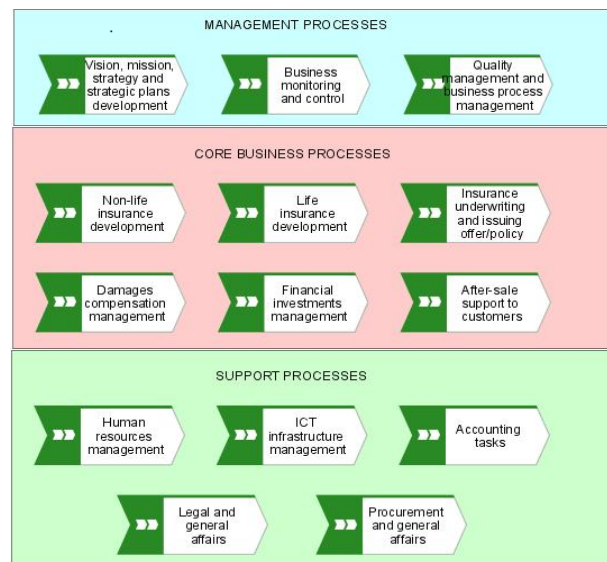 MANAGEMENT PROCESSES
Vision, mission,
strategy and
strategic plans
development
Business
monitoring
and control
Quality
management and
business process
management
CORE BUSINESS PROCESSES
Non-life
insurance
development
Life
insurance
development
Insurance
underwriting
and issuing
offer/policy
Damages
compensation
management
Financial
investments
management
After-sale
support to
customers
SUPPORT PROCESSES
Human
resources
management
ICT
infrastructure
management
Accounting
tasks
Legal and
general
affairs
Procurement
and general
affairs